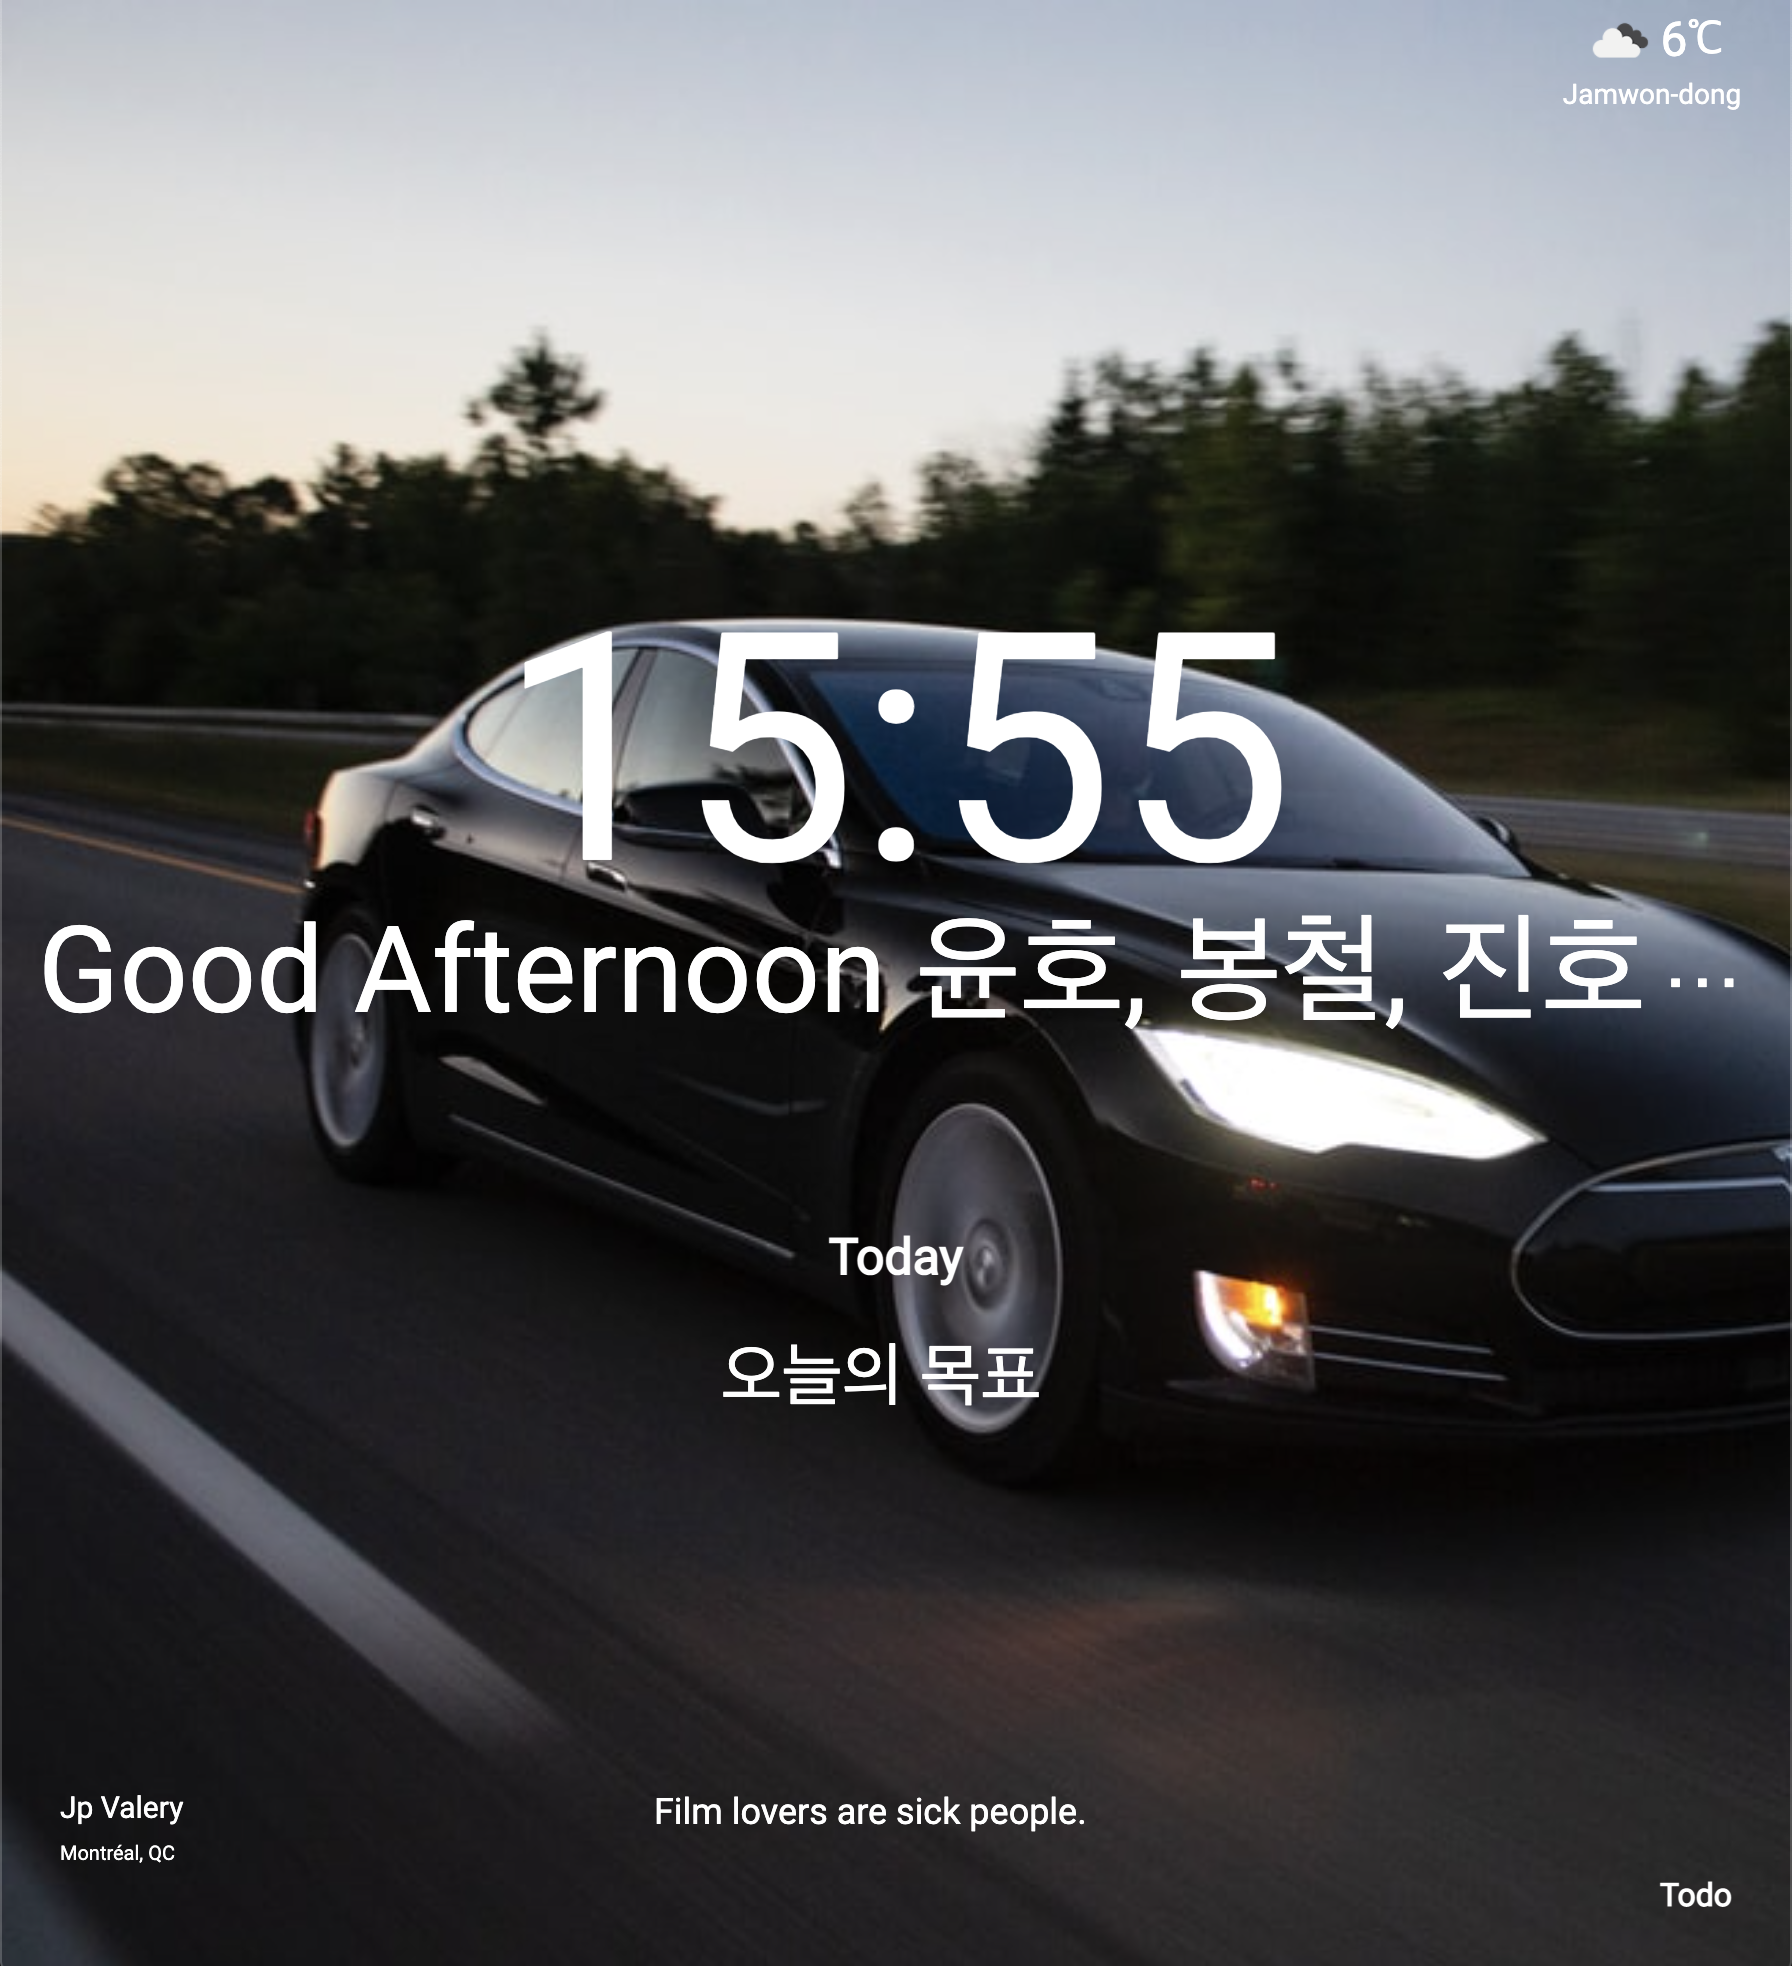 6℃
Jamwon-dong
15:55
Good Afternoon 윤호, 봉철, 진호 ···
Today
오늘의 목표
Jp Valery
Montréal, QC
Film lovers are sick people.
Todo